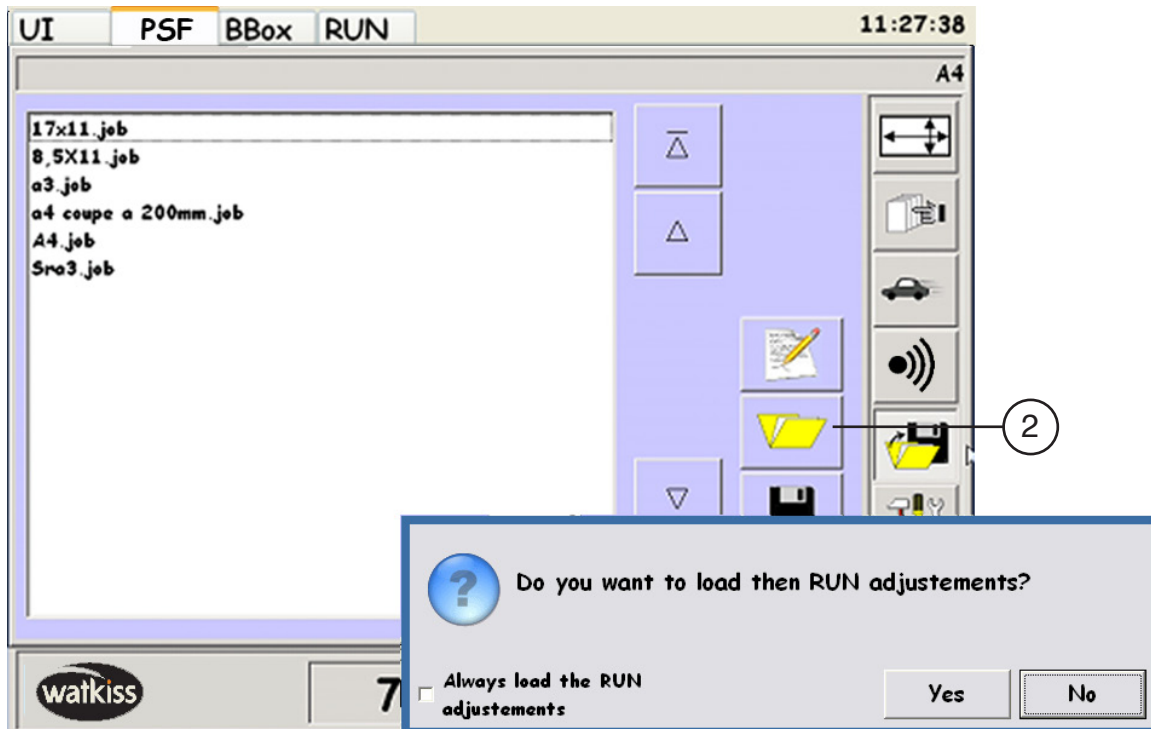 UI PSF BBox RUN 11:27:38
A4
17x11.job
8,5X11.job
a3.job
a4 coupe a 200mm.job
A4.job
Sra3.job
2
Do you want to load then RUN adjustements?
Always load the RUN
adjustements
Yes No
watkiss
7